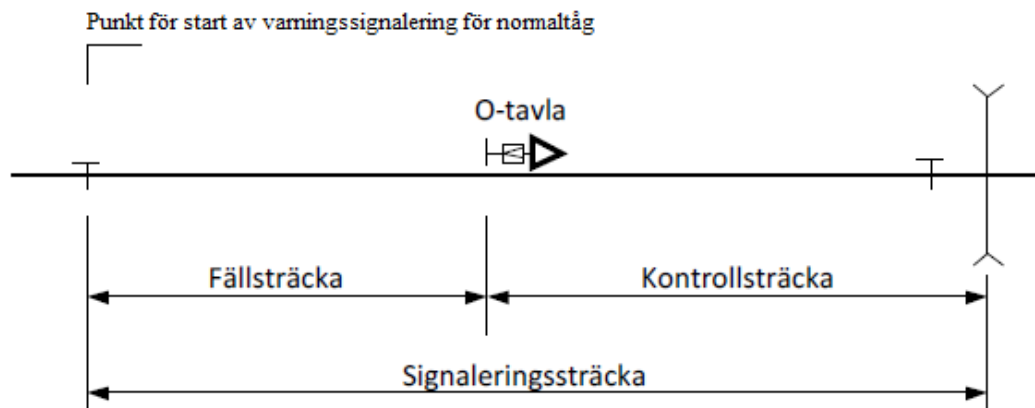 Punkt för start av varningssignalering för normaltåg
O-tavla
Fällsträcka
Kontrollsträcka
Signaleringssträcka